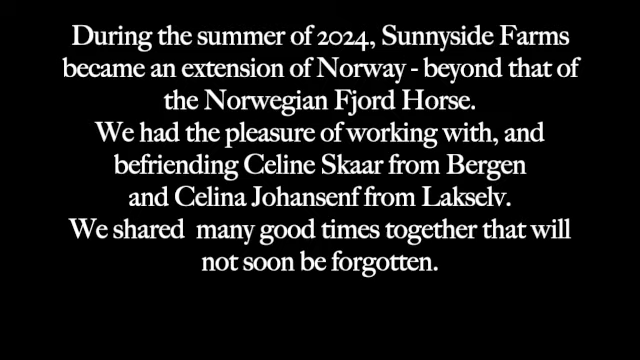 During the summer of 2024, Sunnyside Farms
became an extension of Norway - beyond that of
the Norwegian Fjord Horse.
We had the pleasure of working with, and
befriending Celine Skaar from Bergen
and Celina Johansenf from Lakselv.
We shared  many good times together that will
not soon be forgotten.